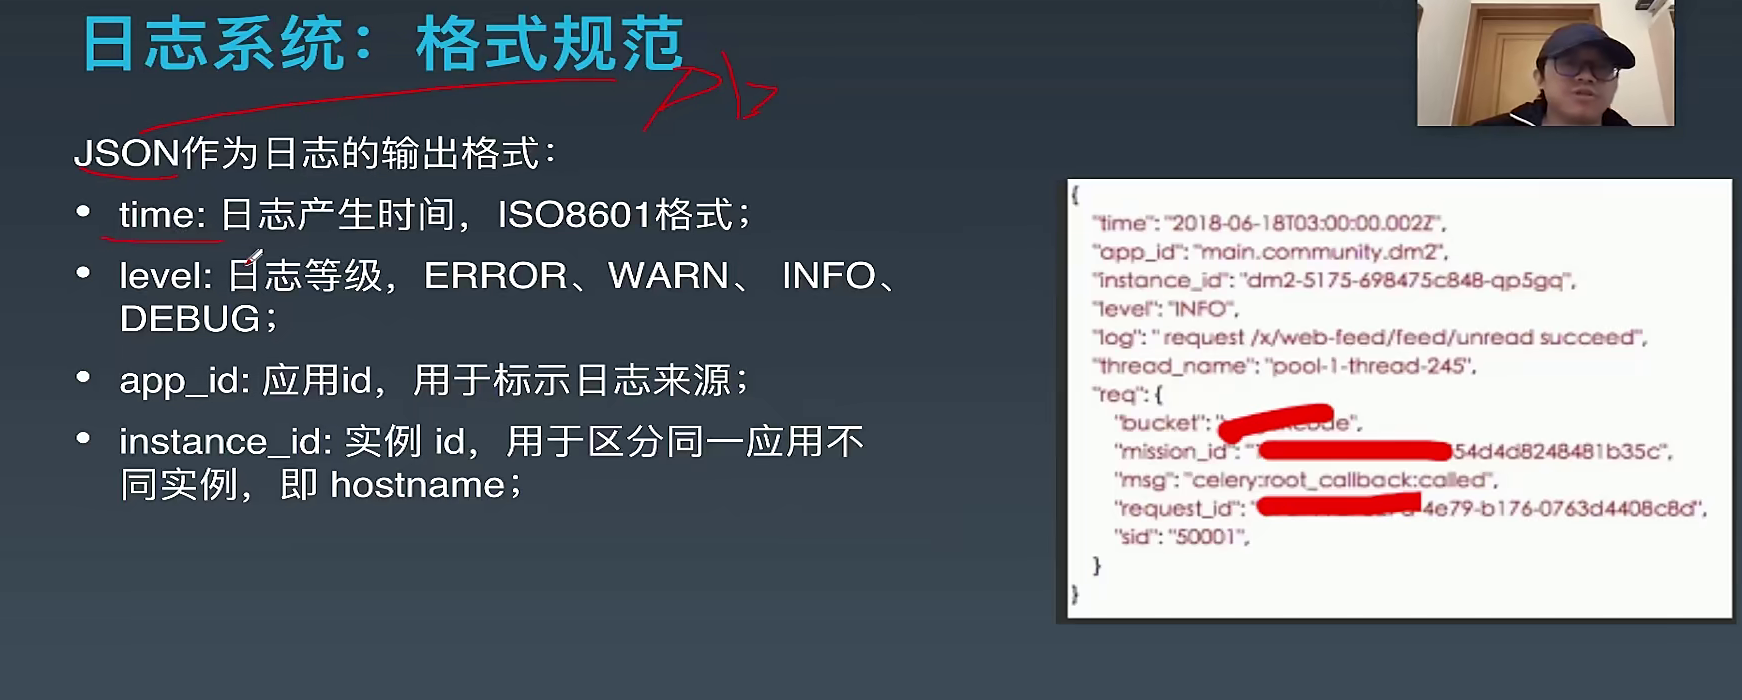 日志系统：格式规范
pb
JSON作为日志的输出格式：
• time: 日志产生时间，ISO8601格式；
• level: 日志等级，ERROR、WARN、 INFO、
DEBUG；
• app_id: 应用id，用于标示日志来源；
• instance_id: 实例 id，用于区分同一应用不
同实例，即 hostname；
{
"time": "2018-06-18T03:00:00.002Z",
"app_id": "main.community.dm2",
"instance_id": "dm2-5175-698475c848-qp5gq",
"level": "INFO",
"log": " request /x/web-feed/feed/unread succeed",
"thread_name": "pool-1-thread-245",
"req": {
"bucket": "
"mission_id": " 54d4d8248481b35c",
"msg": "celery:root_callback:called",
"request_id": " 4e79-b176-0763d4408c8d",
"sid": "50001",
}
}